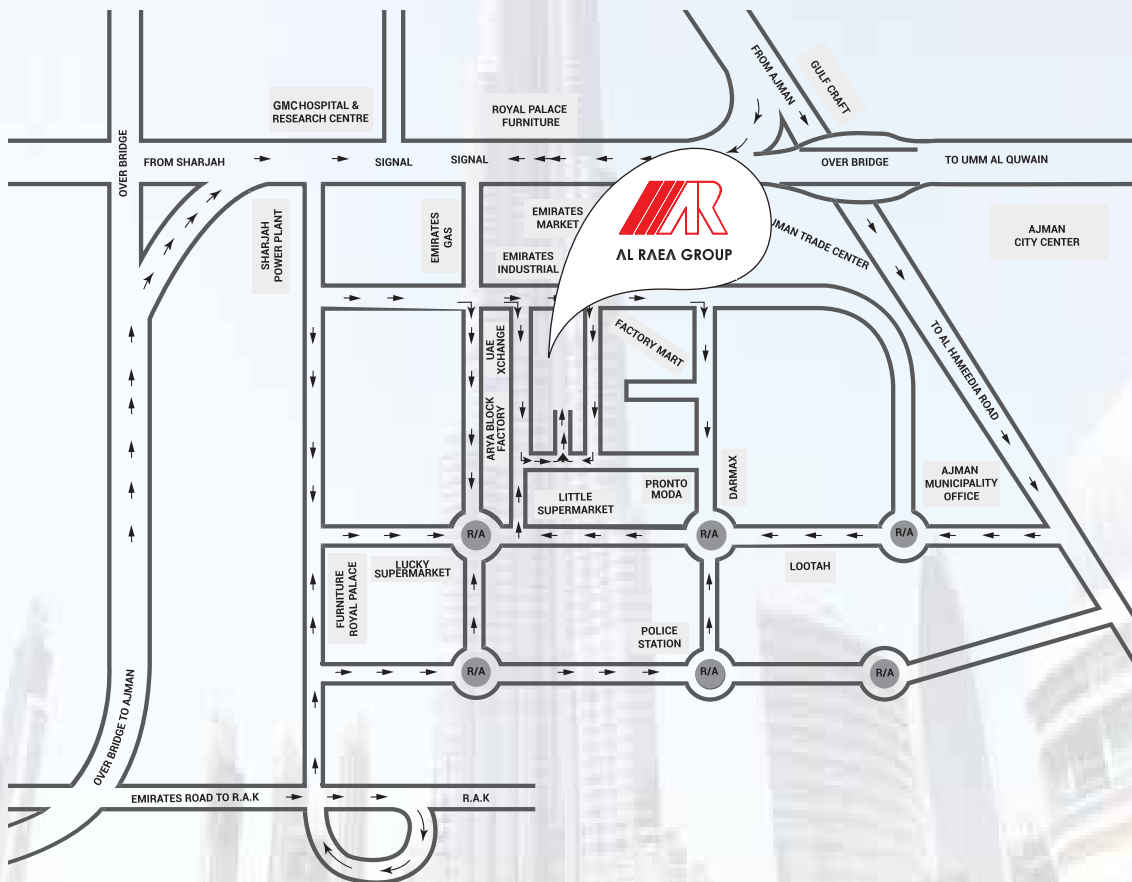 FROM AJMAN
GULF CRAFT
GMCHOSPITAL &
RESEARCH CENTRE
ROYAL PALACE
FURNITURE
OVER BRIDGE
FROM SHARJAH
SIGNAL
SIGNAL
OVER BRIDGE
TO UMM AL QUWAIN
AR
AL RAEA GROUP
SHARJAH
POWER PLANT
EMIRATES
GAS
EMIRATES
MARKET
EMIRATES
INDUSTRIAL
JMAN TRADE CENTER
AJMAN
CITY CENTER
UAE
XCHANGE
FACTORY MART
TO AL HAMEEDIA ROAD
ARYA BLOCK
FACTORY
LITTLE
SUPERMARKET
PRONTO
MODA
DARMAX
AJMAN
MUNICIPALITY
OFFICE
R/A
R/A
R/A
LUCKY
SUPERMARKET
LOOTAH
FURNITURE
ROYAL PALACE
POLICE
STATION
R/A
R/A
R/A
OVER BRIDGE TO AJMAN
EMIRATES ROAD TO R.A.K
R.A.K